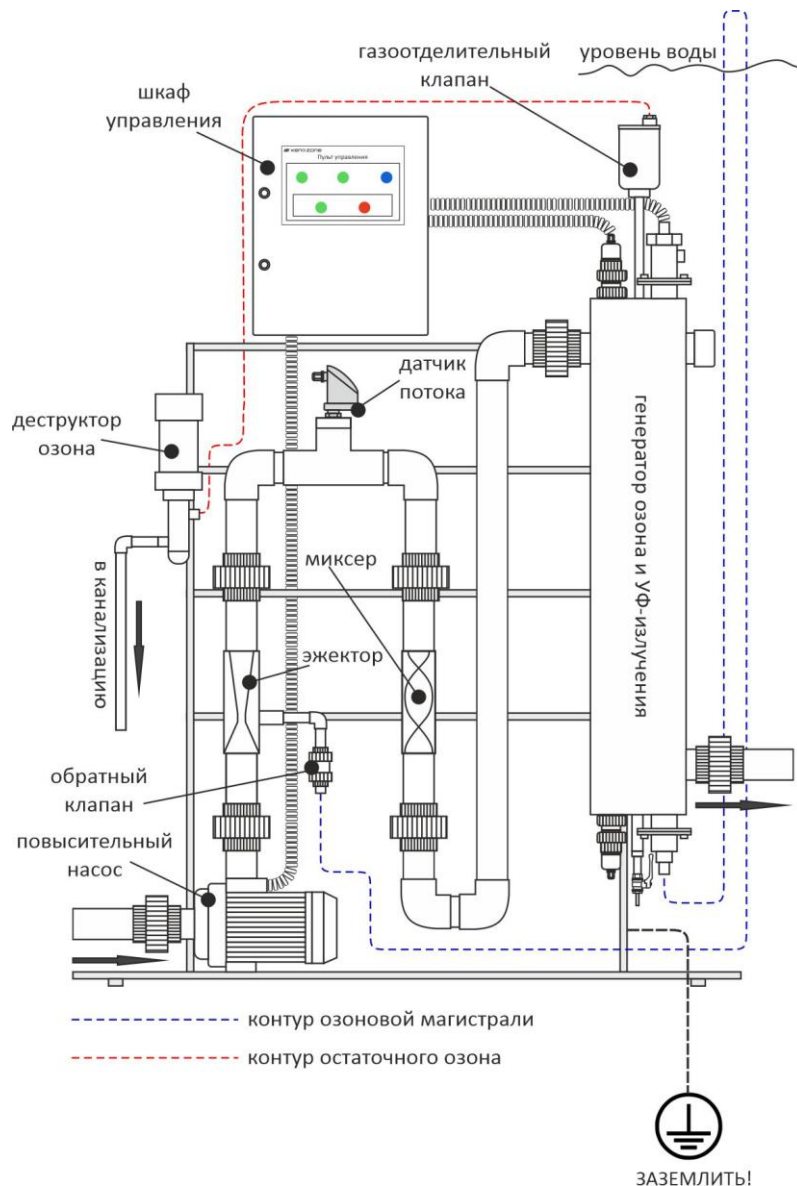 газоотделительный
клапан
уровень воды
шкаф
управления
xenozone
Пульт управления
датчик
потока
деструктор
озона
генератор озона и УФ-излучения
миксер
в канализацию
эжектор
обратный
клапан
повысительный
насос
контур озоновой магистрали
контур остаточного озона
ЗАЗЕМЛИТЬ!